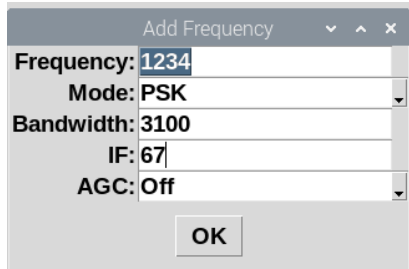 Add Frequency
Frequency: 1234
Mode: PSK
Bandwidth: 3100
IF: 67
AGC: Off
OK